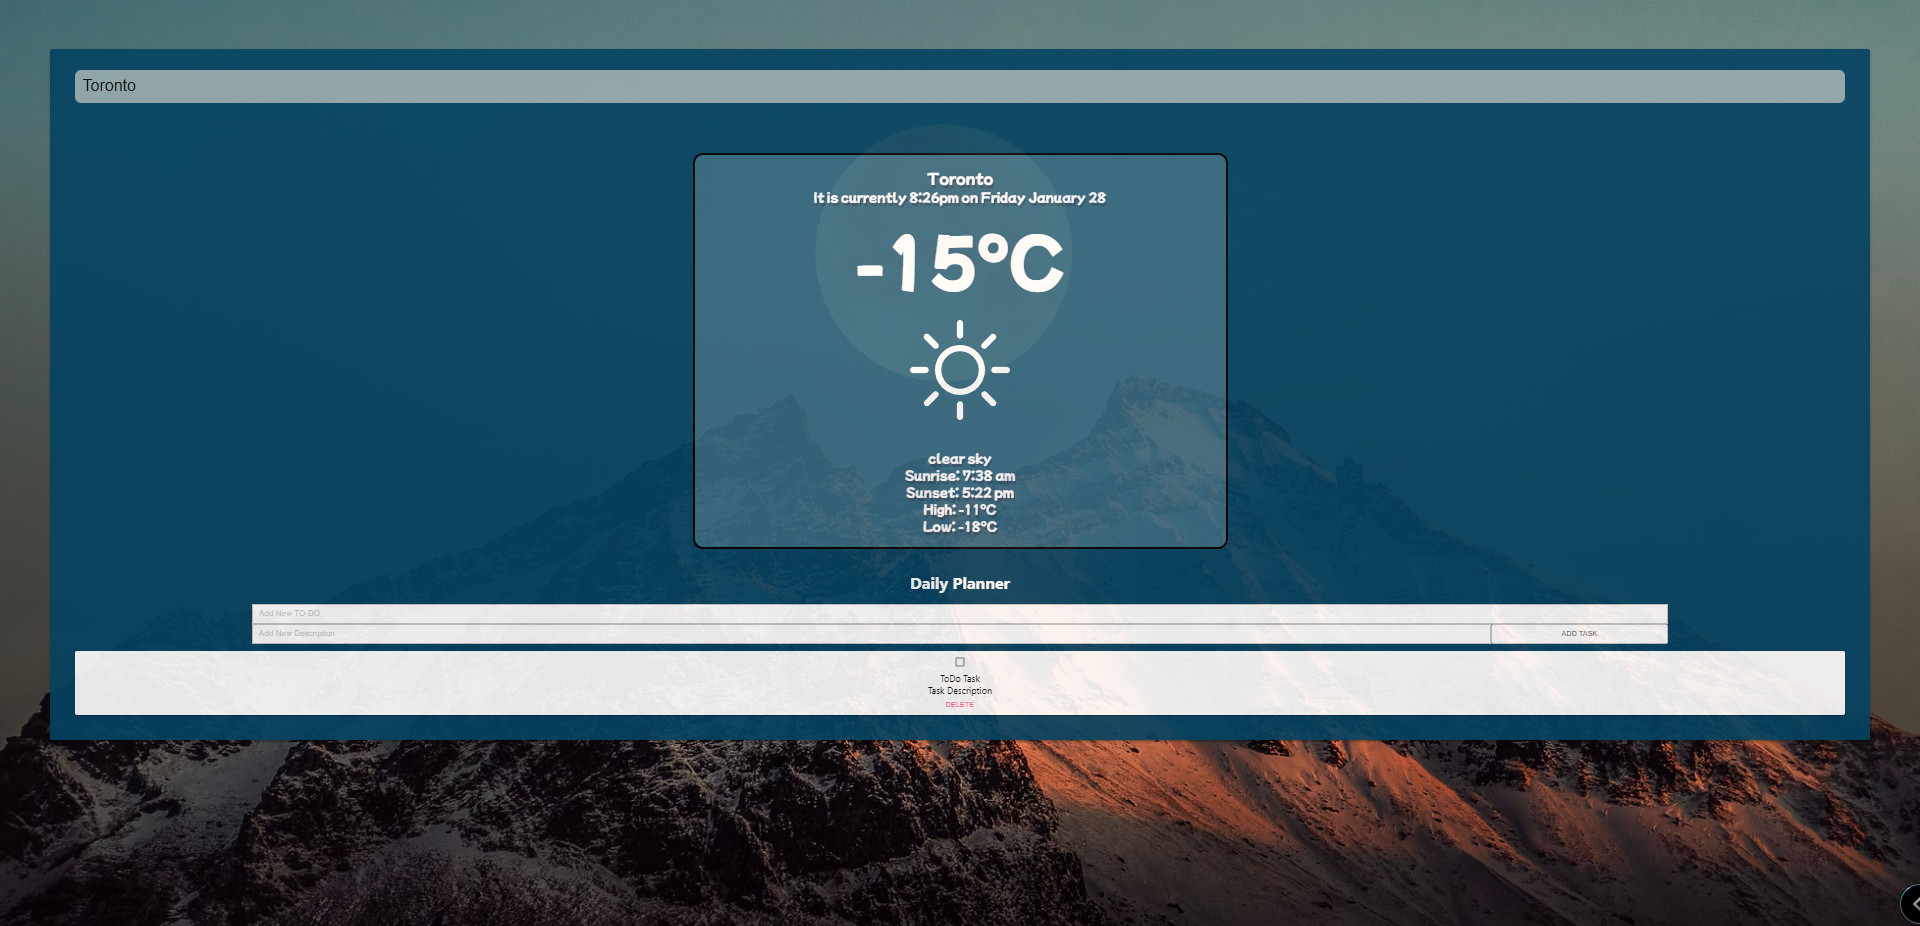 Toronto
Toronto
It is currently 8:26pm on Friday January 28
-15°C
clear sky
Sunrise: 7:38 am
Sunset: 5:22 pm
High: -11°C
Low: -18°C
Daily Planner
Add New TO-DO
Add New Description
ADD TASK
ToDo Task
Task Description
DELETE